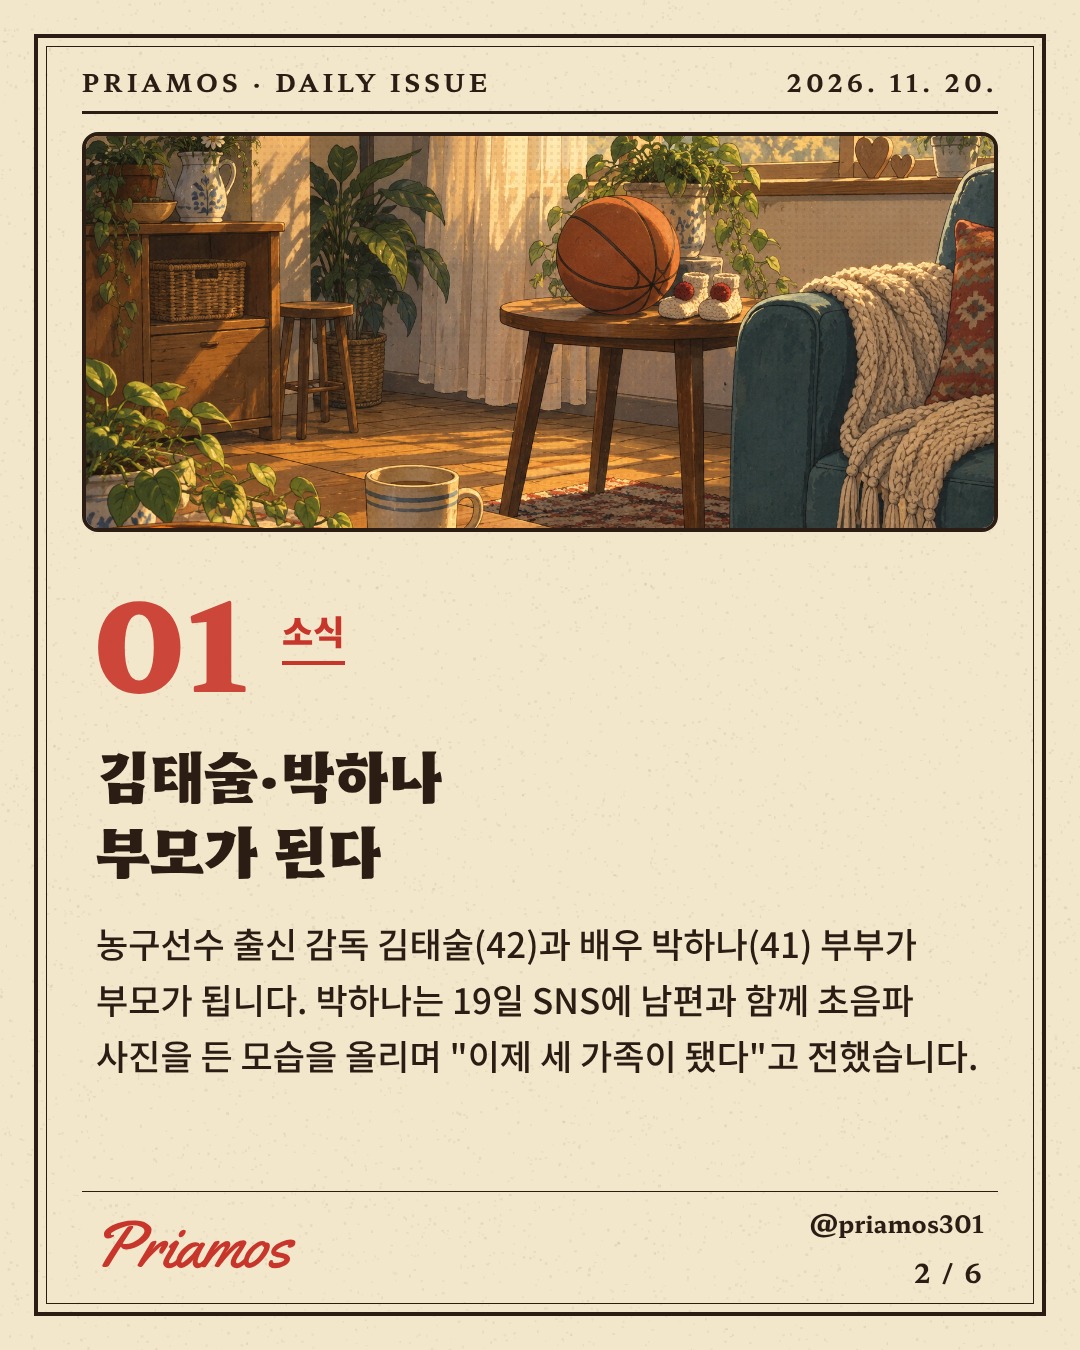 PRIAMOS · DAILY ISSUE
2026. 11. 20.
01
소식
김태술·박하나
부모가 된다
농구선수 출신 감독 김태술(42)과 배우 박하나(41) 부부가
부모가 됩니다. 박하나는 19일 SNS에 남편과 함께 초음파
사진을 든 모습을 올리며 "이제 세 가족이 됐다"고 전했습니다.
Priamos
@priamos301
2 / 6